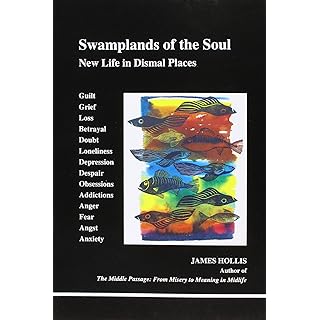 Swamplands of the Soul
New Life in Dismal Places
Guilt
Grief
Loss
Betrayal
Doubt
Loneliness
Depression
Despair
Obsessions
Addictions
Anger
Fear
Angst
Anxiety
JAMES HOLLIS
Author of
The Middle Passage: From Misery to Meaning in Midlife